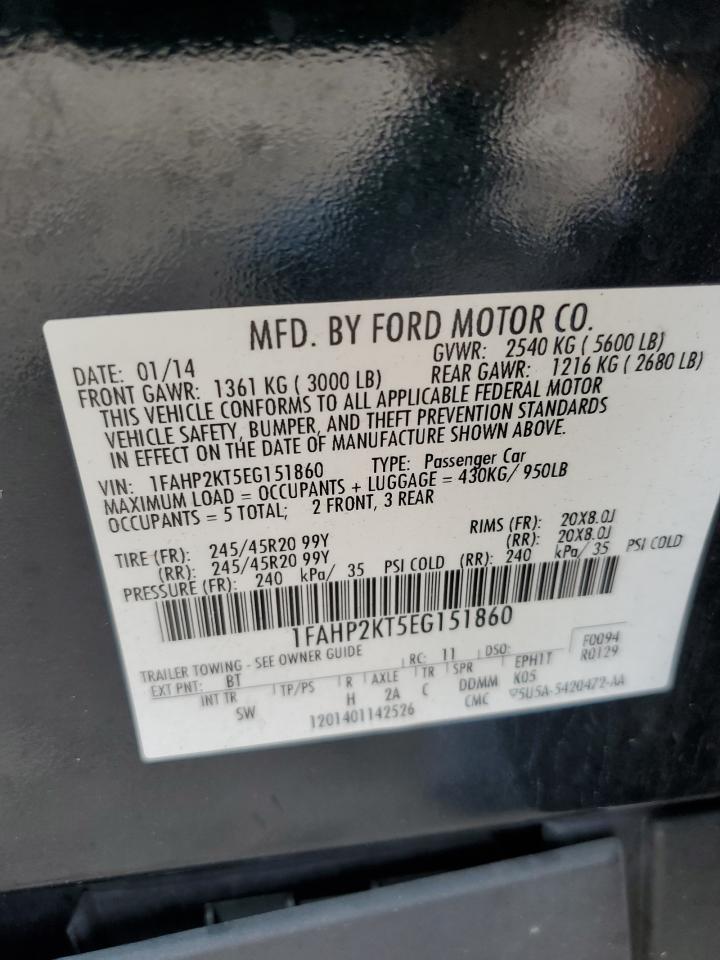 MFD. BY FORD MOTOR CO.
DATE: 01/14 GVWR: 2540 KG ( 5600 LB)
FRONT GAWR: 1361 KG ( 3000 LB) REAR GAWR: 1216 KG ( 2680 LB)
THIS VEHICLE CONFORMS TO ALL APPLICABLE FEDERAL MOTOR
VEHICLE SAFETY, BUMPER, AND THEFT PREVENTION STANDARDS
IN EFFECT ON THE DATE OF MANUFACTURE SHOWN ABOVE.
VIN: 1FAHP2KT5EG151860 TYPE: Passenger Car
MAXIMUM LOAD = OCCUPANTS + LUGGAGE = 430KG/ 950LB
OCCUPANTS = 5 TOTAL; 2 FRONT, 3 REAR
TIRE (FR): 245/45R20 99Y RIMS (FR): 20X8.0J
(RR): 245/45R20 99Y (RR): 20X8.0J
PRESSURE (FR): 240 kPa/ 35 PSI COLD (RR): 240 kPa/ 35 PSI COLD
1FAHP2KT5EG151860
F0094
TRAILER TOWING - SEE OWNER GUIDE RC: 11 DSO: R0129
EXT PNT: BT INT TR TP/PS R AXLE TR SPR EPH1T
SW H 2A C DDMM K05
1201401142526 CMC 5U5A-5420472-AA